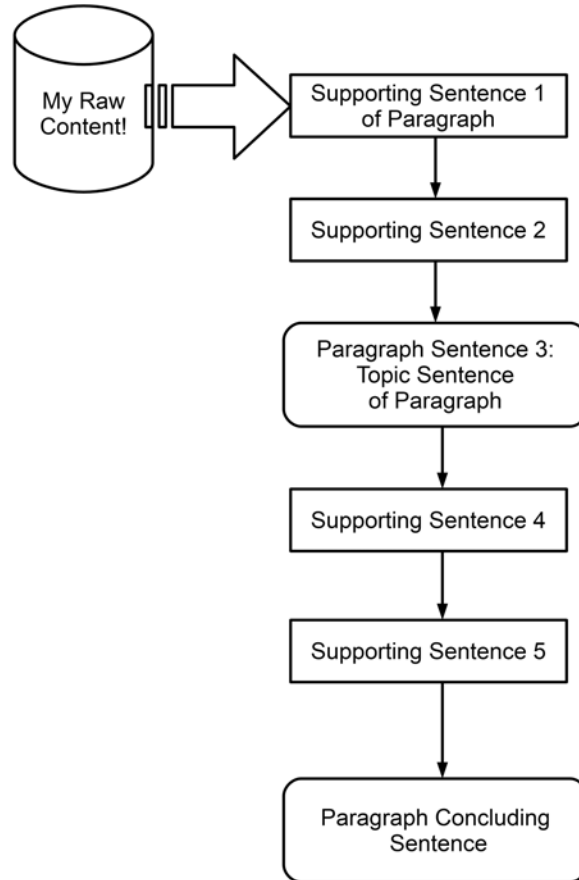 My Raw
Content!
Supporting Sentence 1
of Paragraph
Supporting Sentence 2
Paragraph Sentence 3:
Topic Sentence
of Paragraph
Supporting Sentence 4
Supporting Sentence 5
Paragraph Concluding
Sentence